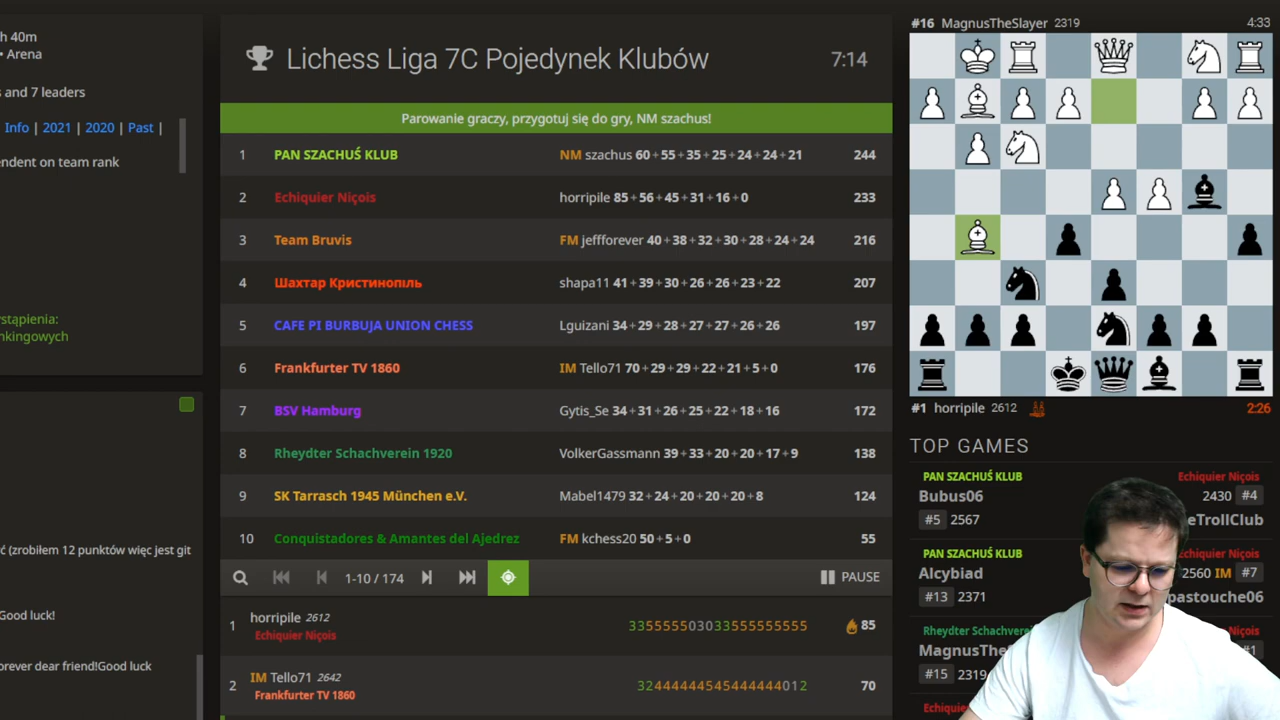 h 40m
• Arena
s and 7 leaders
Info | 2021 | 2020 | Past |
endent on team rank
ystąpienia:
nkingowych
ć (zrobiłem 12 punktów więc jest git
Good luck!
orever dear friend!Good luck
Lichess Liga 7C Pojedynek Klubów 7:14
Parowanie graczy, przygotuj się do gry, NM szachus!
1 PAN SZACHUŚ KLUB NM szachus 60+55+35+25+24+24+21 244
2 Echiquier Niçois horripile 85+56+45+31+16+0 233
3 Team Bruvis FM jeffforever 40+38+32+30+28+24+24 216
4 Шахтар Кристинопіль shapa11 41+39+30+26+26+23+22 207
5 CAFE PI BURBUJA UNION CHESS Lguizani 34+29+28+27+27+26+26 197
6 Frankfurter TV 1860 IM Tello71 70+29+29+22+21+5+0 176
7 BSV Hamburg Gytis_Se 34+31+26+25+22+18+16 172
8 Rheydter Schachverein 1920 VolkerGassmann 39+33+20+20+17+9 138
9 SK Tarrasch 1945 München e.V. Mabel1479 32+24+20+20+20+8 124
10 Conquistadores & Amantes del Ajedrez FM kchess20 50+5+0 55
1-10 / 174 PAUSE
1 horripile 2612 3355555503033555555555 85
Echiquier Niçois
2 IM Tello71 2642 32444444545444444012 70
Frankfurter TV 1860
#16 MagnusTheSlayer 2319 4:33
#1 horripile 2612 2:26
TOP GAMES
PAN SZACHUŚ KLUB Echiquier Niçois
Bubus06 2430 #4
#5 2567 eTrollClub
PAN SZACHUŚ KLUB Echiquier Niçois
Alcybiad 2560 IM #7
#13 2371 pastouche06
Rheydter Schachvere Niçois
MagnusThe #1
#15 2319
Echiquie